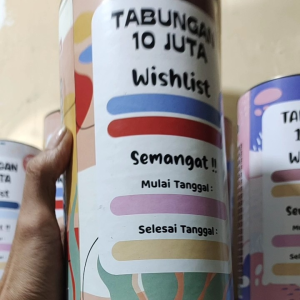 TABUNGAN
10 JUTA
Wishlist
Semangat !!
Mulai Tanggal :
Selesai Tanggal :